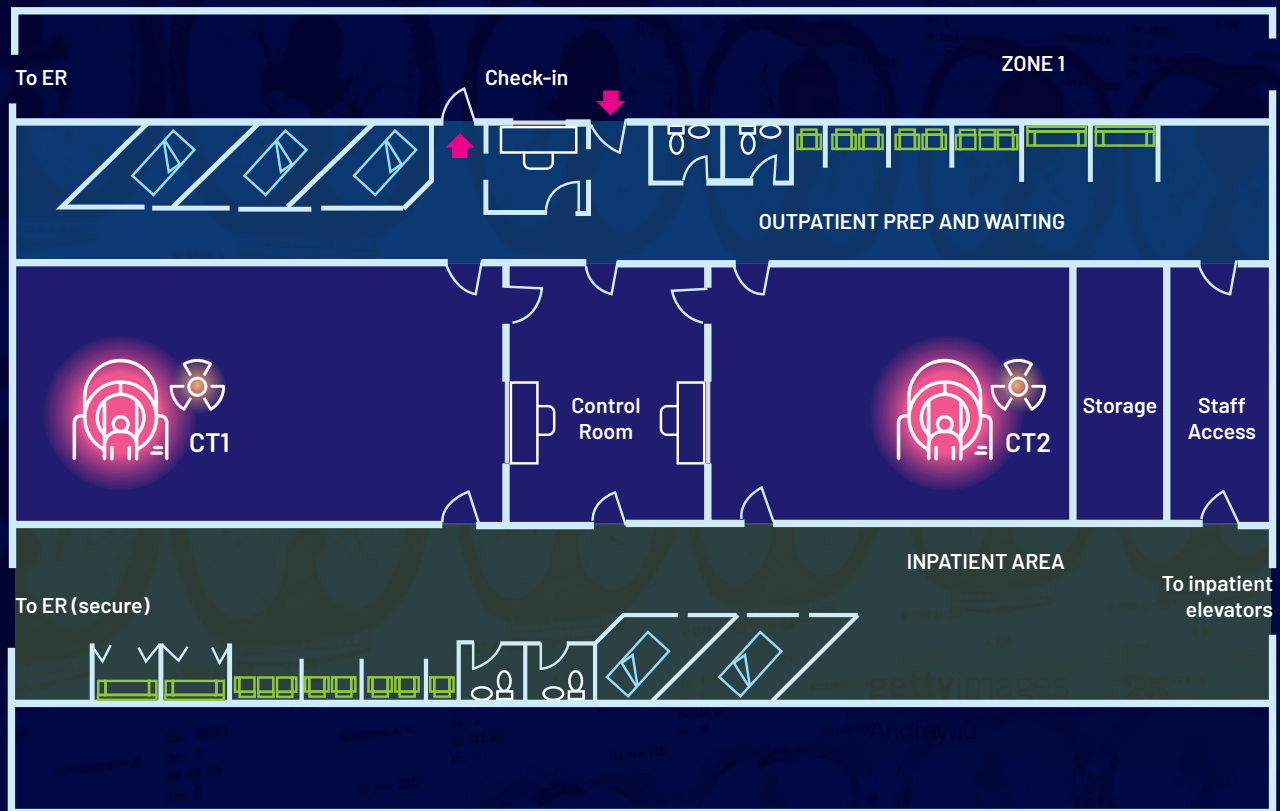 To ER
Check-in
ZONE 1
OUTPATIENT PREP AND WAITING
CT1
Control
Room
CT2
Storage
Staff
Access
INPATIENT AREA
To ER (secure)
To inpatient
elevators